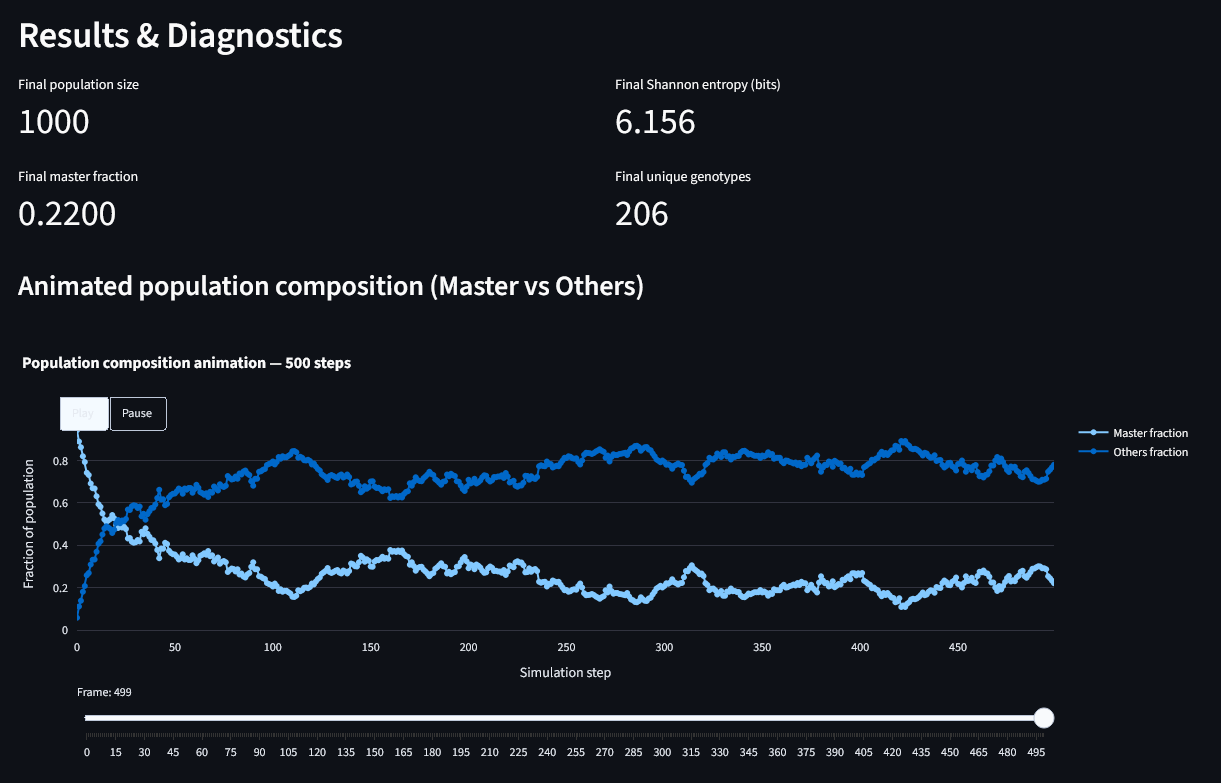 Results & Diagnostics
Final population size
Final Shannon entropy (bits)
1000
6.156
Final master fraction
Final unique genotypes
0.2200
206
Animated population composition (Master vs Others)
Population composition animation — 500 steps
Play
Pause
Master fraction
Others fraction
Fraction of population
0.8
0.6
0.4
0.2
0
0 50 100 150 200 250 300 350 400 450
Simulation step
Frame: 499
0 15 30 45 60 75 90 105 120 135 150 165 180 195 210 225 240 255 270 285 300 315 330 345 360 375 390 405 420 435 450 465 480 495